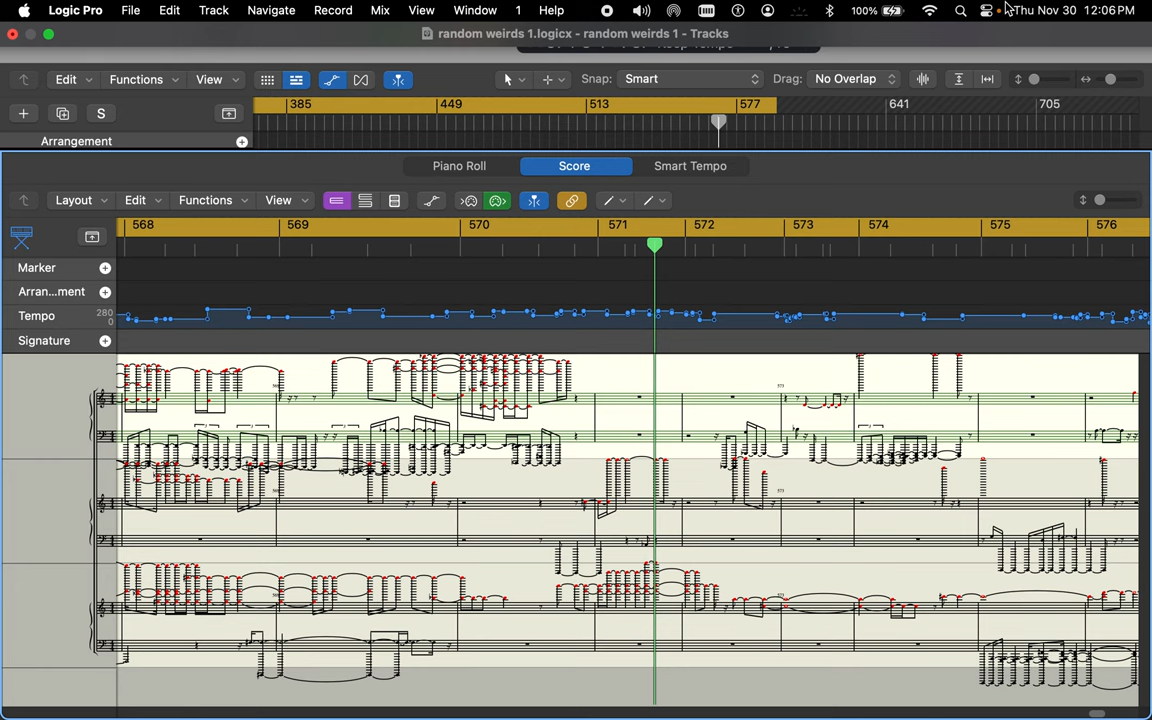 Logic Pro File Edit Track Navigate Record Mix View Window 1 Help 100% Thu Nov 30 12:06 PM
random weirds 1.logicx - random weirds 1 - Tracks
Edit Functions View Snap: Smart Drag: No Overlap
S 385 449 513 577 641 705
Arrangement
Piano Roll Score Smart Tempo
Layout Edit Functions View
568 569 570 571 572 573 574 575 576
Marker
Arran...ment
Tempo 280
0
Signature